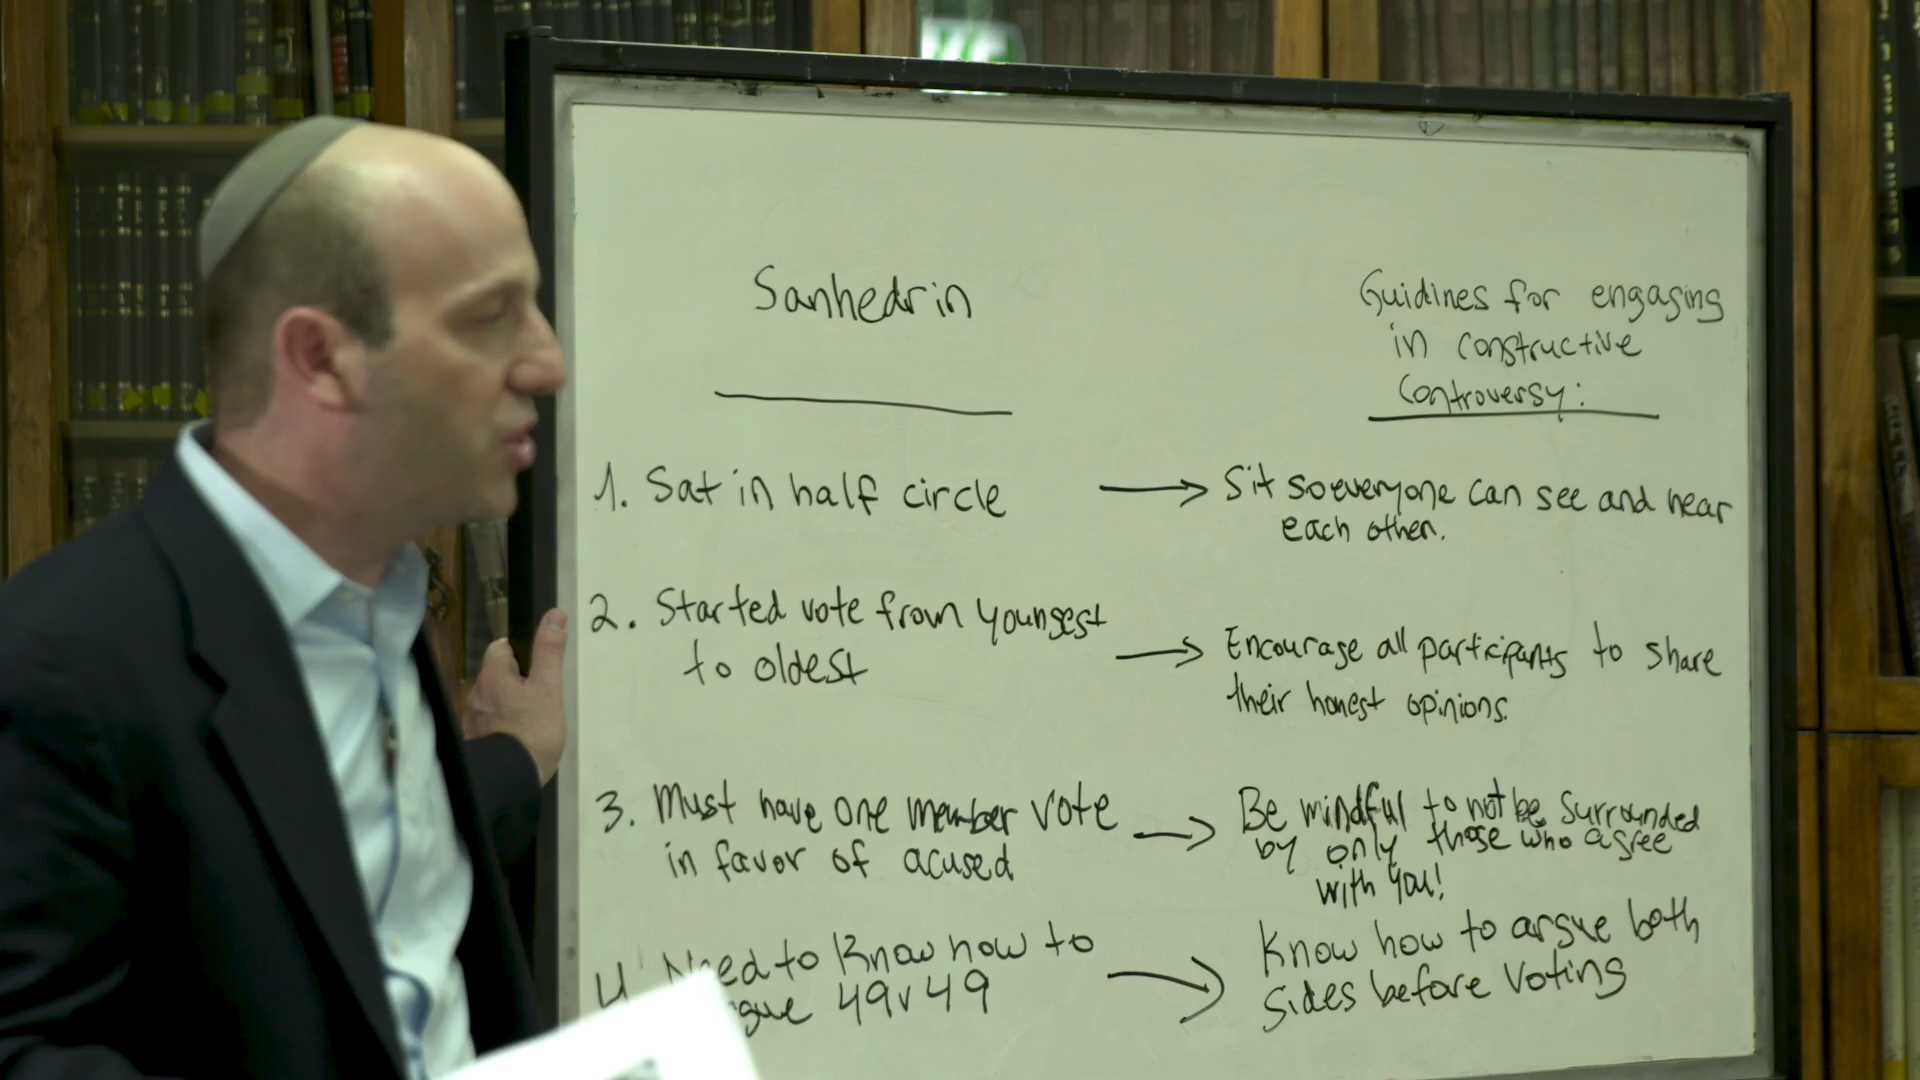 Sanhedrin
Guidines for engaging
in constructive
controversy:
1. Sat in half circle
→ Sit so everyone can see and hear
each other.
2. Started vote from youngest
to oldest
→ Encourage all participants to share
their honest opinions.
3. Must have one member vote
in favor of acused
→ Be mindful to not be surrounded
by only those who agree
with you!
4. Need to Know how to
49 v 49
→ Know how to argue both
sides before voting